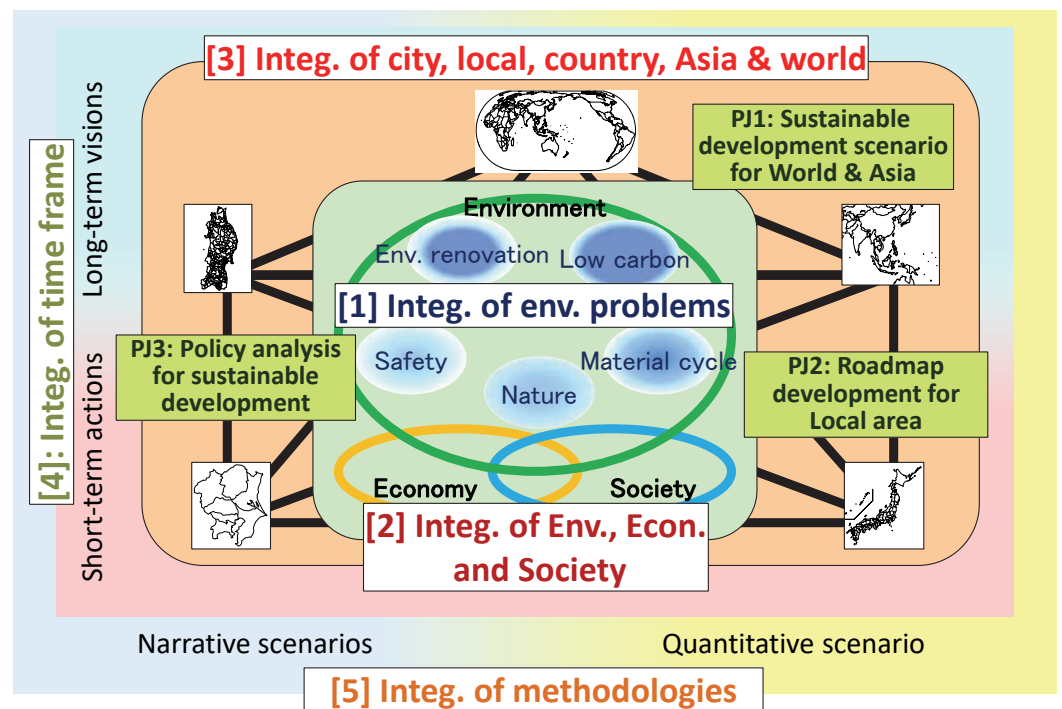 [3] Integ. of city, local, country, Asia & world
PJ1: Sustainable
development scenario
for World & Asia
[4]: Integ. of time frame
Long-term visions
Short-term actions
Environment
Env. renovation
Low carbon
[1] Integ. of env. problems
PJ3: Policy analysis
for sustainable
development
Safety
Material cycle
Nature
PJ2: Roadmap
development for
Local area
Economy
Society
[2] Integ. of Env., Econ.
and Society
Narrative scenarios
Quantitative scenario
[5] Integ. of methodologies